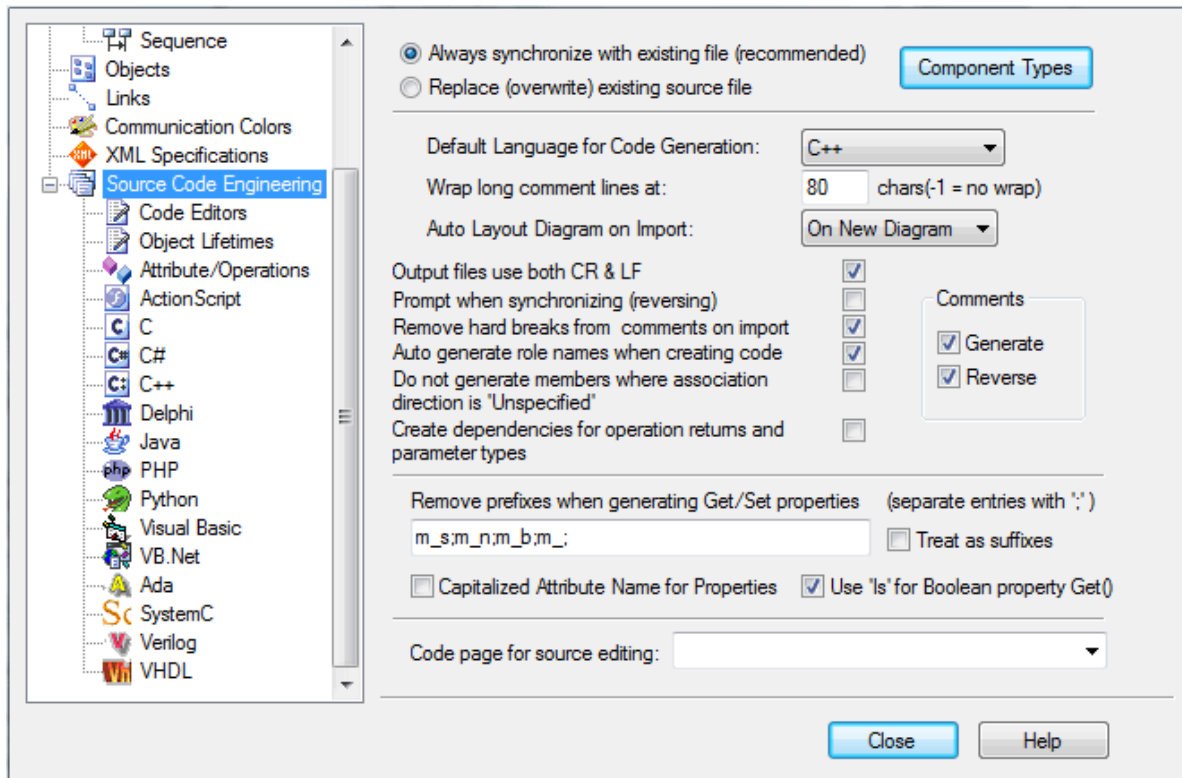 Sequence
Objects
Links
Communication Colors
XML Specifications
Source Code Engineering
Code Editors
Object Lifetimes
Attribute/Operations
ActionScript
C
C#
C++
Delphi
Java
PHP
Python
Visual Basic
VB.Net
Ada
SystemC
Verilog
VHDL
Always synchronize with existing file (recommended)
Replace (overwrite) existing source file
Component Types
Default Language for Code Generation: C++
Wrap long comment lines at: 80 chars(-1 = no wrap)
Auto Layout Diagram on Import: On New Diagram
Output files use both CR & LF
Prompt when synchronizing (reversing)
Remove hard breaks from comments on import
Auto generate role names when creating code
Do not generate members where association
direction is 'Unspecified'
Create dependencies for operation returns and
parameter types
Comments
Generate
Reverse
Remove prefixes when generating Get/Set properties (separate entries with ';' )
m_s;m_n;m_b;m_;
Treat as suffixes
Capitalized Attribute Name for Properties
Use 'Is' for Boolean property Get()
Code page for source editing:
Close
Help